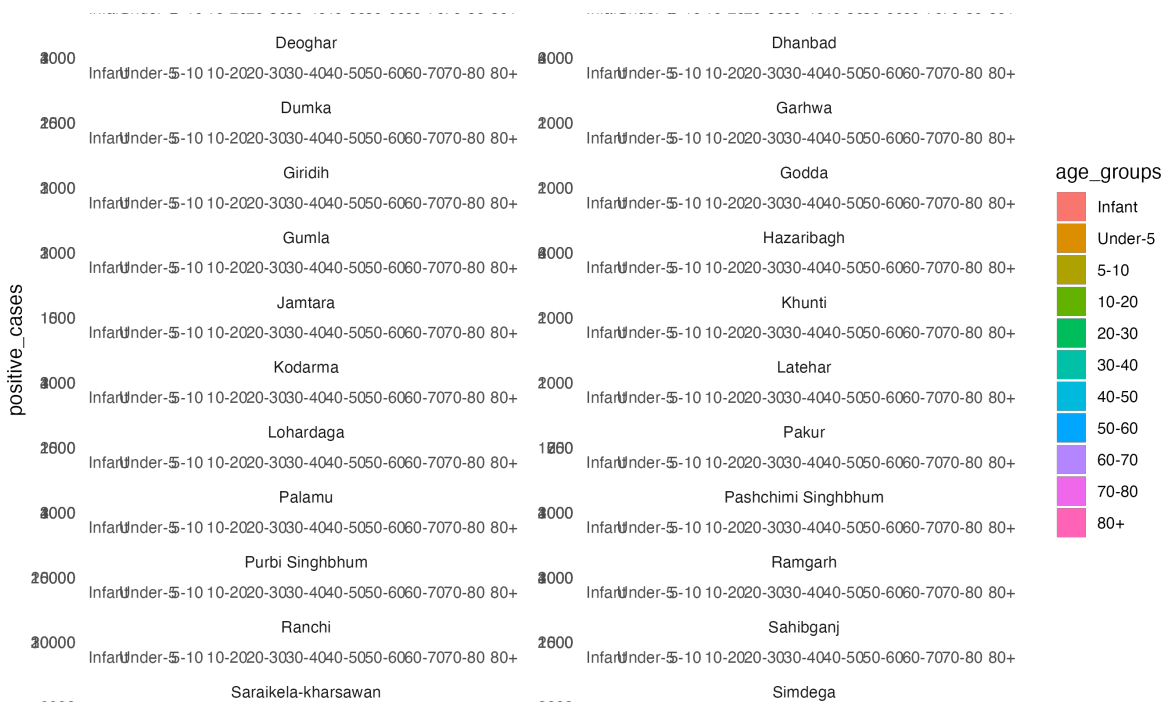 Deoghar
Dhanbad
Infant Under-5 5-10 10-20 20-30 30-40 40-50 50-60 60-70 70-80 80+
Infant Under-5 5-10 10-20 20-30 30-40 40-50 50-60 60-70 70-80 80+
Dumka
Garhwa
Infant Under-5 5-10 10-20 20-30 30-40 40-50 50-60 60-70 70-80 80+
Infant Under-5 5-10 10-20 20-30 30-40 40-50 50-60 60-70 70-80 80+
Giridih
Godda
Infant Under-5 5-10 10-20 20-30 30-40 40-50 50-60 60-70 70-80 80+
Infant Under-5 5-10 10-20 20-30 30-40 40-50 50-60 60-70 70-80 80+
Gumla
Hazaribagh
Infant Under-5 5-10 10-20 20-30 30-40 40-50 50-60 60-70 70-80 80+
Infant Under-5 5-10 10-20 20-30 30-40 40-50 50-60 60-70 70-80 80+
Jamtara
Khunti
Infant Under-5 5-10 10-20 20-30 30-40 40-50 50-60 60-70 70-80 80+
Infant Under-5 5-10 10-20 20-30 30-40 40-50 50-60 60-70 70-80 80+
Kodarma
Latehar
Infant Under-5 5-10 10-20 20-30 30-40 40-50 50-60 60-70 70-80 80+
Infant Under-5 5-10 10-20 20-30 30-40 40-50 50-60 60-70 70-80 80+
Lohardaga
Pakur
Infant Under-5 5-10 10-20 20-30 30-40 40-50 50-60 60-70 70-80 80+
Infant Under-5 5-10 10-20 20-30 30-40 40-50 50-60 60-70 70-80 80+
Palamu
Pashchimi Singhbhum
Infant Under-5 5-10 10-20 20-30 30-40 40-50 50-60 60-70 70-80 80+
Infant Under-5 5-10 10-20 20-30 30-40 40-50 50-60 60-70 70-80 80+
Purbi Singhbhum
Ramgarh
Infant Under-5 5-10 10-20 20-30 30-40 40-50 50-60 60-70 70-80 80+
Infant Under-5 5-10 10-20 20-30 30-40 40-50 50-60 60-70 70-80 80+
Ranchi
Sahibganj
Infant Under-5 5-10 10-20 20-30 30-40 40-50 50-60 60-70 70-80 80+
Infant Under-5 5-10 10-20 20-30 30-40 40-50 50-60 60-70 70-80 80+
Saraikela-kharsawan
Simdega
positive_cases
age_groups
Infant
Under-5
5-10
10-20
20-30
30-40
40-50
50-60
60-70
70-80
80+